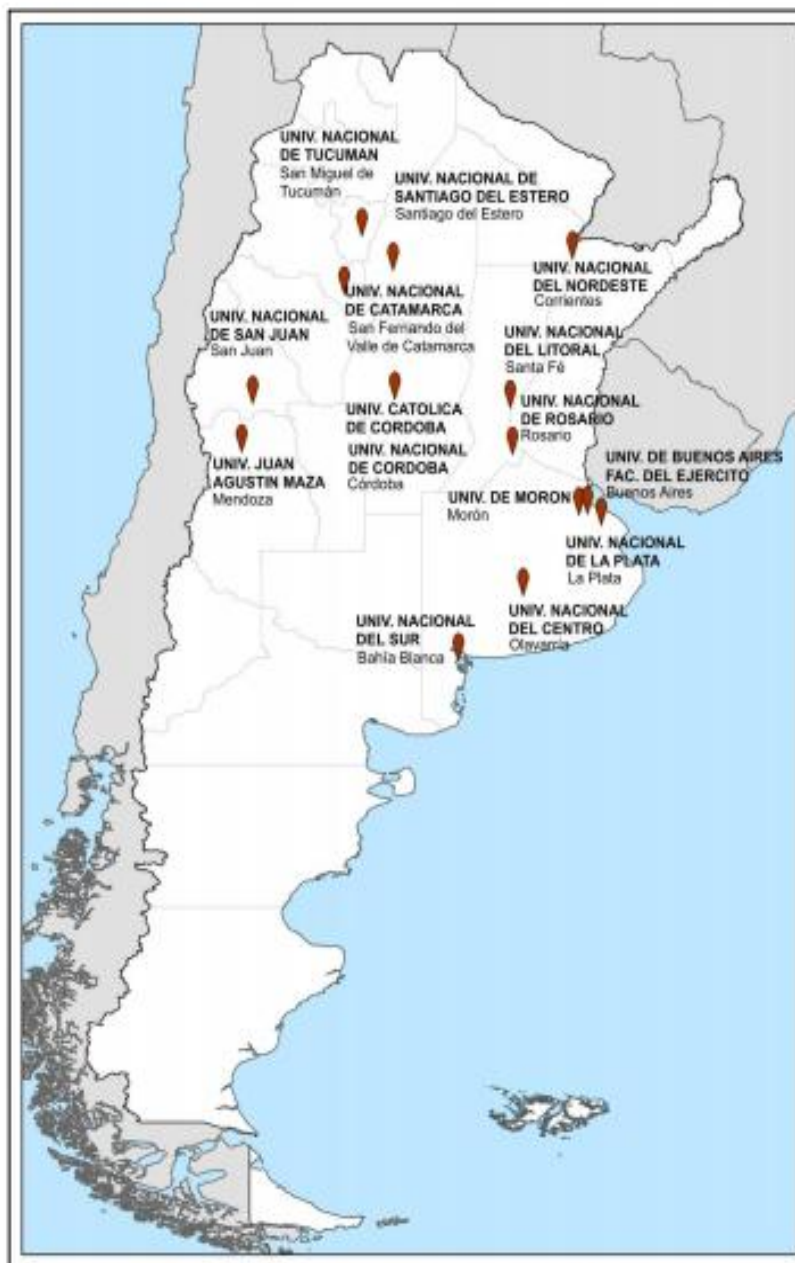 UNIV. NACIONAL
DE TUCUMAN
San Miguel de
Tucumán
UNIV. NACIONAL DE
SANTIAGO DEL ESTERO
Santiago del Estero
UNIV. NACIONAL
DEL NORDESTE
Corrientes
UNIV. NACIONAL
DE CATAMARCA
San Fernando del
Valle de Catamarca
UNIV. NACIONAL
DE SAN JUAN
San Juan
UNIV. NACIONAL
DEL LITORAL
Santa Fé
UNIV. CATOLICA
DE CORDOBA
UNIV. NACIONAL
DE CORDOBA
Córdoba
UNIV. NACIONAL
DE ROSARIO
Rosario
UNIV. JUAN
AGUSTIN MAZA
Mendoza
UNIV. DE BUENOS AIRES
FAC. DEL EJERCITO
Buenos Aires
UNIV. DE MORON
Morón
UNIV. NACIONAL
DE LA PLATA
La Plata
UNIV. NACIONAL
DEL CENTRO
Olavarría
UNIV. NACIONAL
DEL SUR
Bahía Blanca